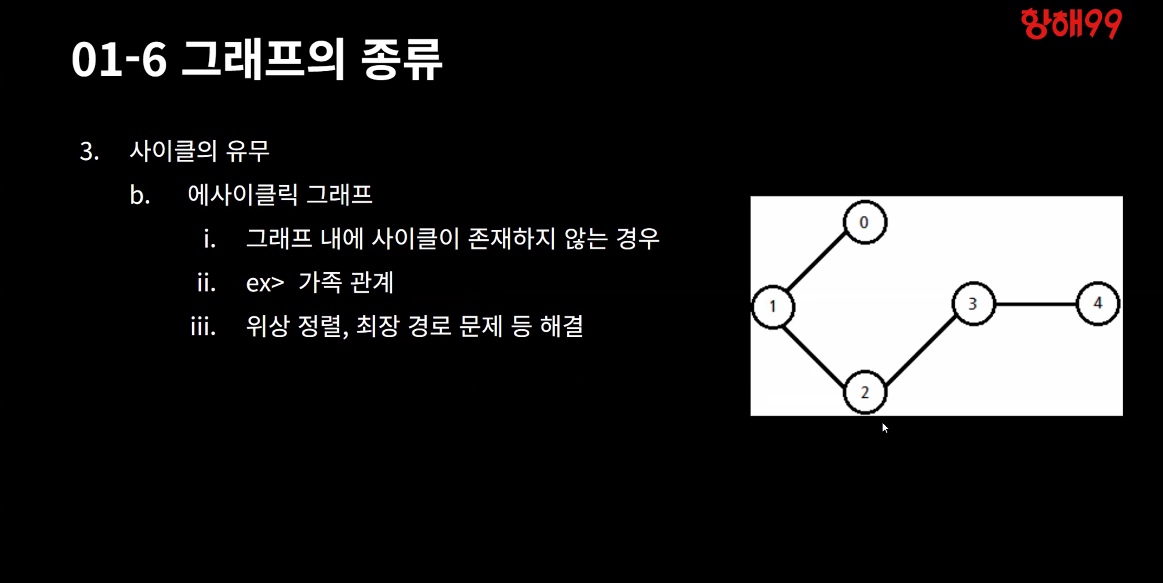 항해99
01-6 그래프의 종류
3. 사이클의 유무
b. 에사이클릭 그래프
i. 그래프 내에 사이클이 존재하지 않는 경우
ii. ex> 가족 관계
iii. 위상 정렬, 최장 경로 문제 등 해결
0
1
3
4
2